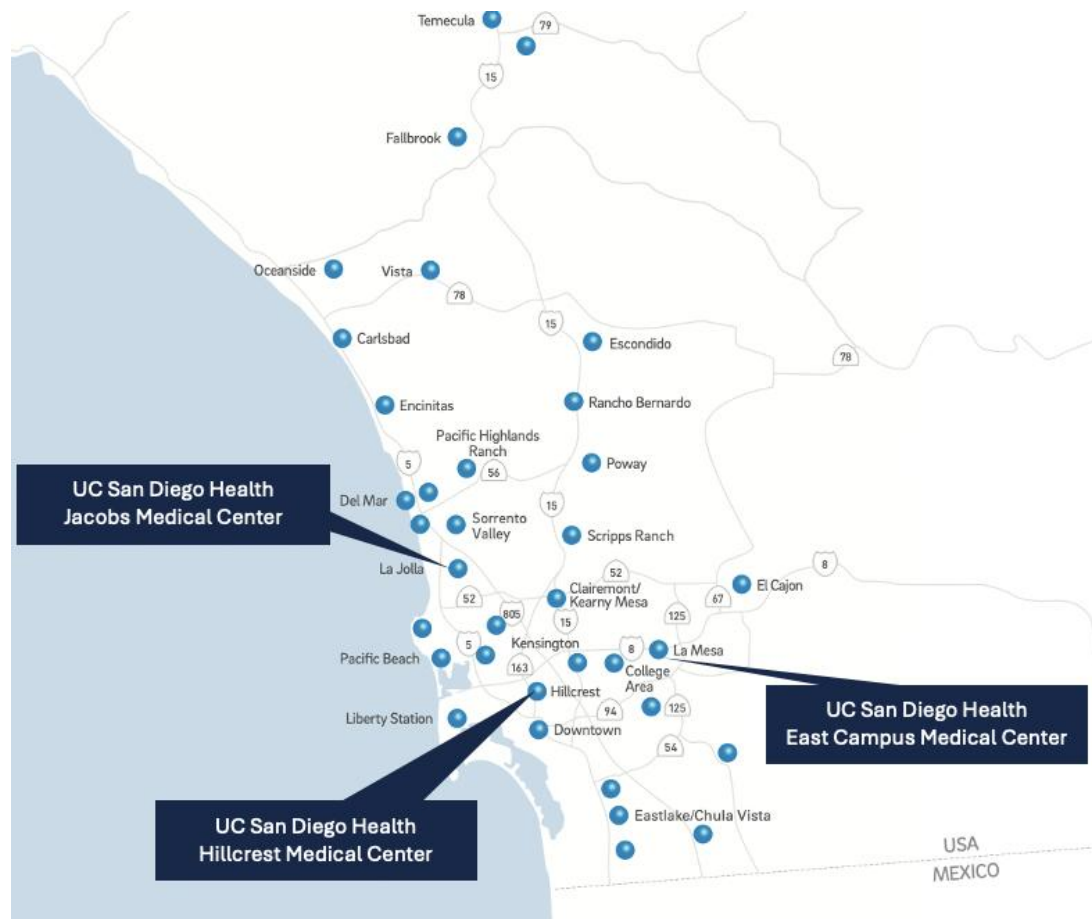 Temecula
79
15
Fallbrook
Oceanside
Vista
78
15
Carlsbad
Escondido
78
Encinitas
Rancho Bernardo
Pacific Highlands
Ranch
5
56
Poway
UC San Diego Health
Jacobs Medical Center
Del Mar
15
Sorrento
Valley
Scripps Ranch
La Jolla
52
8
El Cajon
Clairemont/
Kearny Mesa
52
67
805
15
125
Kensington
5
8
La Mesa
Pacific Beach
163
College
Area
Hillcrest
UC San Diego Health
East Campus Medical Center
Liberty Station
94
125
Downtown
54
UC San Diego Health
Hillcrest Medical Center
Eastlake/Chula Vista
USA
MEXICO